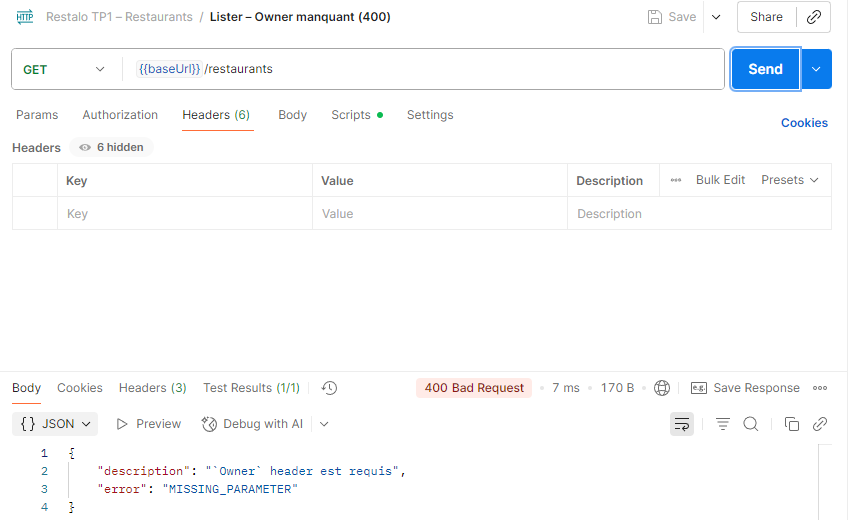 HTTP Restalo TP1 – Restaurants / Lister – Owner manquant (400) Save Share
GET {{baseUrl}} /restaurants Send
Params Authorization Headers (6) Body Scripts Settings Cookies
Headers 6 hidden
Key Value Description Bulk Edit Presets
Key Value Description
Body Cookies Headers (3) Test Results (1/1) 400 Bad Request • 7 ms • 170 B e.g. Save Response
{} JSON Preview Debug with AI
1 {
2 "description": "`Owner` header est requis",
3 "error": "MISSING_PARAMETER"
4 }